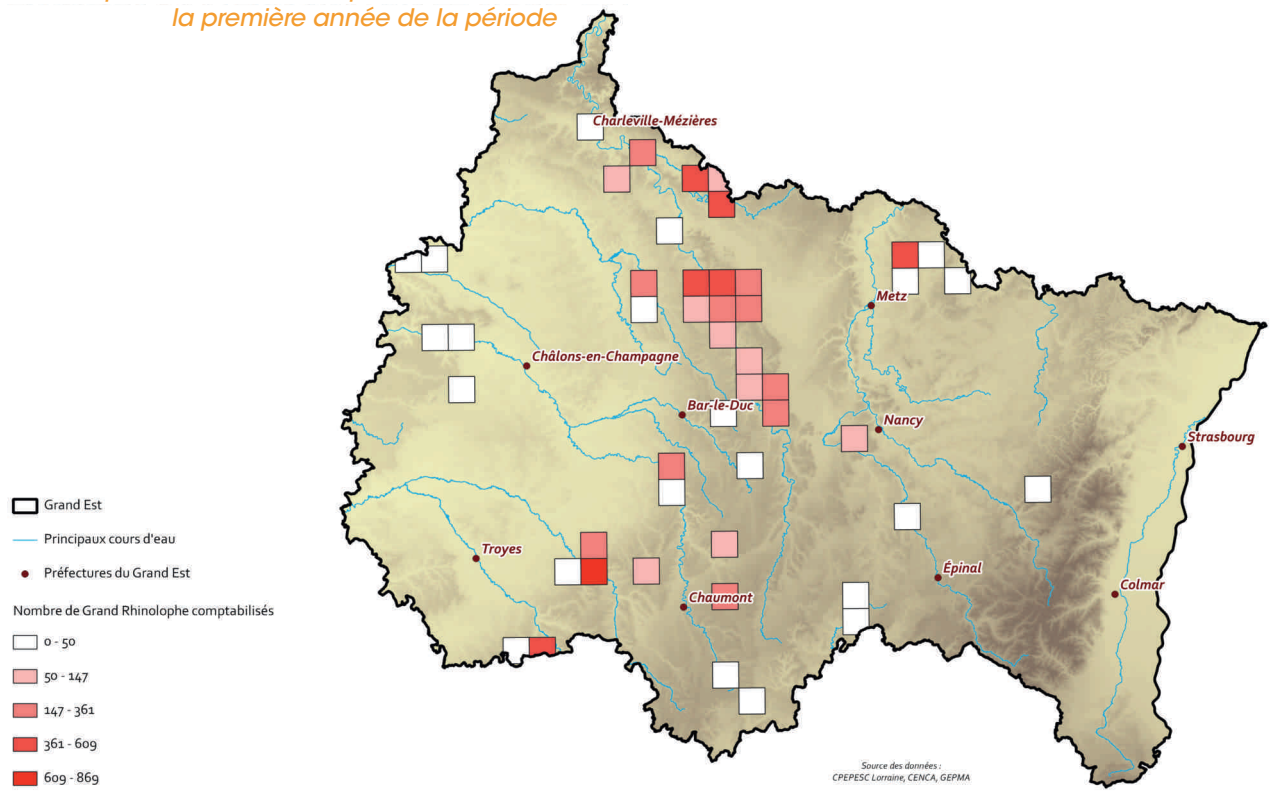 la première année de la période
Charleville-Mézières
Metz
Châlons-en-Champagne
Bar-le-Duc
Nancy
Strasbourg
Troyes
Épinal
Chaumont
Colmar
Grand Est
Principaux cours d'eau
Préfectures du Grand Est
Nombre de Grand Rhinolophe comptabilisés
0 - 50
50 - 147
147 - 361
361 - 609
609 - 869
Source des données :
CPEPESC Lorraine, CENCA, GEPMA